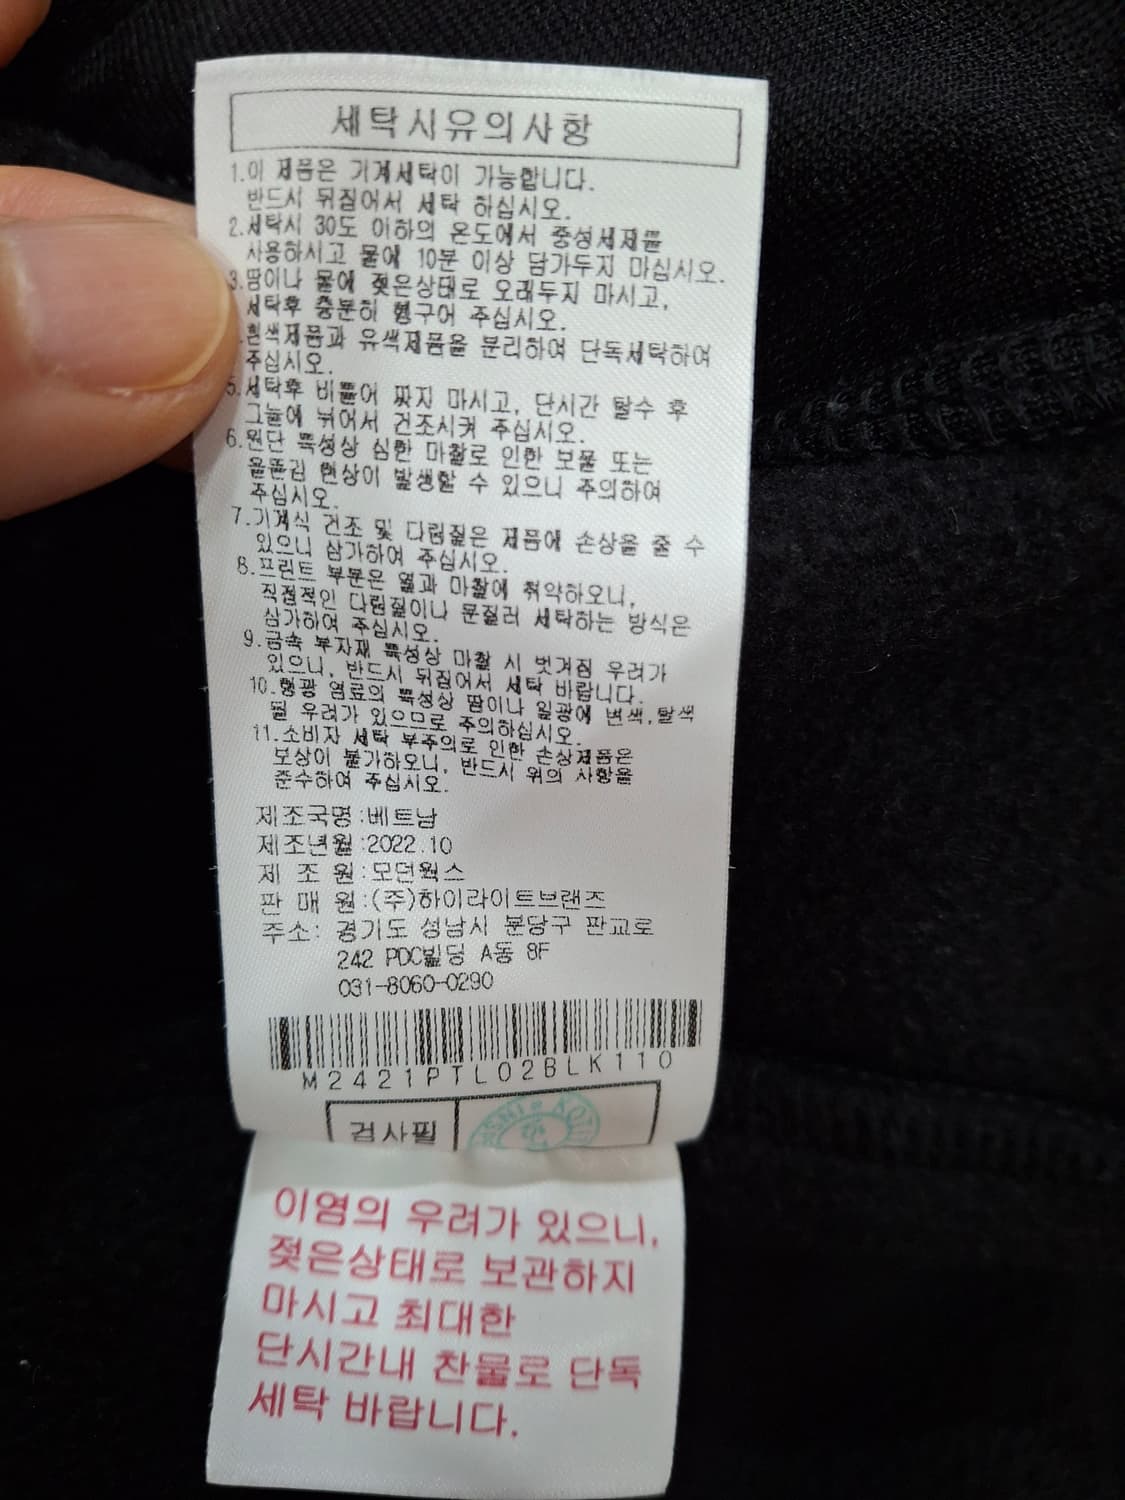 세탁시유의사항
1.이 제품은 기계세탁이 가능합니다.
반드시 뒤집어서 세탁 하십시오.
2.세탁시 30도 이하의 온도에서 중성세제를
사용하시고 물에 10분 이상 담가두지 마십시오.
3.땀이나 물에 젖은상태로 오래두지 마시고,
세탁후 충분히 헹구어 주십시오.
.흰색제품과 유색제품을 분리하여 단독세탁하여
주십시오.
5.세탁후 비틀어 짜지 마시고, 단시간 탈수 후
그늘에 뉘어서 건조시켜 주십시오.
6.원단 특성상 심한 마찰로 인한 보풀 또는
올뜯김 현상이 발생할 수 있으니 주의하여
주십시오.
7.기계식 건조 및 다림질은 제품에 손상을 줄 수
있으니 삼가하여 주십시오.
8.프린트 부분은 열과 마찰에 취약하오니,
직접적인 다림질이나 문질러 세탁하는 방식은
삼가하여 주십시오.
9.금속 부자재 특성상 마찰 시 벗겨짐 우려가
있으니, 반드시 뒤집어서 세탁 바랍니다.
10.형광 염료의 특성상 땀이나 일광에 변색,탈색
될 우려가 있으므로 주의하십시오.
11.소비자 세탁 부주의로 인한 손상제품은
보상이 불가하오니, 반드시 위의 사항을
준수하여 주십시오.
제조국명:베트남
제조년월:2022.10
제 조 원:모던웍스
판 매 원:(주)하이라이트브랜즈
주소: 경기도 성남시 분당구 판교로
242 PDC빌딩 A동 8F
031-8060-0290
M2421PTL02BLK110
검사필
이염의 우려가 있으니,
젖은상태로 보관하지
마시고 최대한
단시간내 찬물로 단독
세탁 바랍니다.